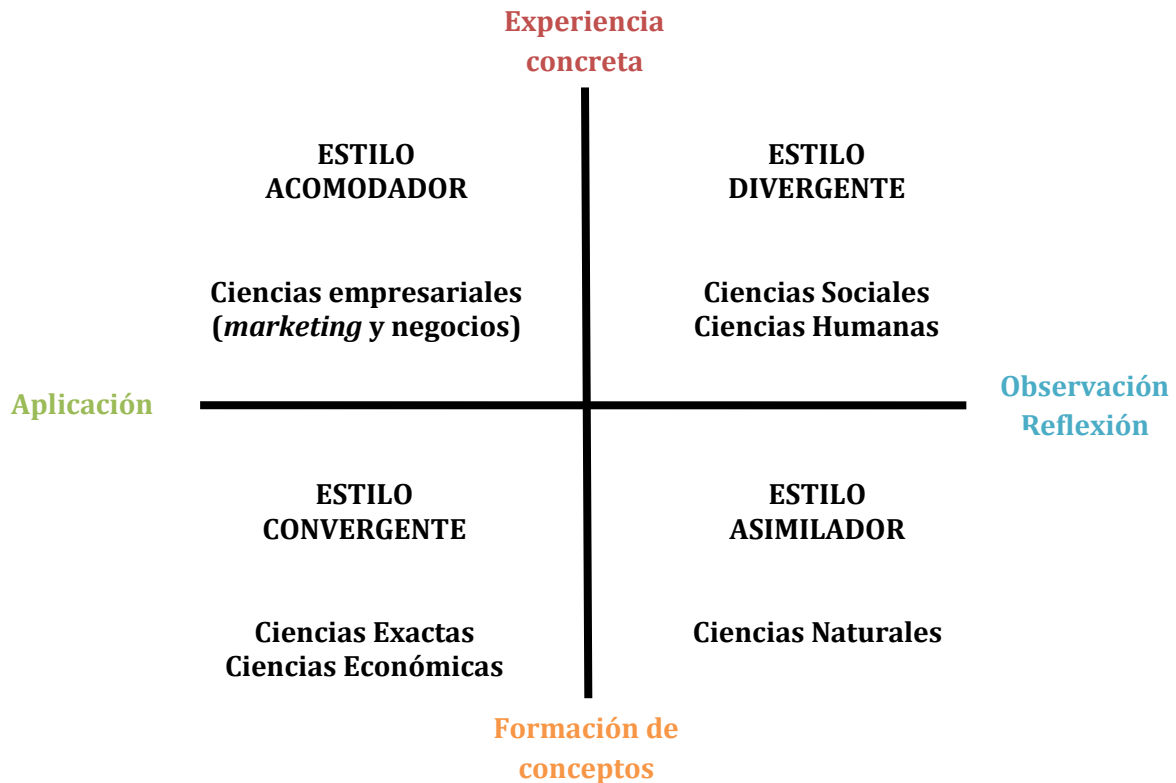 Experiencia
concreta
ESTILO
ACOMODADOR
ESTILO
DIVERGENTE
Ciencias empresariales
(marketing y negocios)
Ciencias Sociales
Ciencias Humanas
Aplicación
Observación
Reflexión
ESTILO
CONVERGENTE
ESTILO
ASIMILADOR
Ciencias Exactas
Ciencias Económicas
Ciencias Naturales
Formación de
conceptos